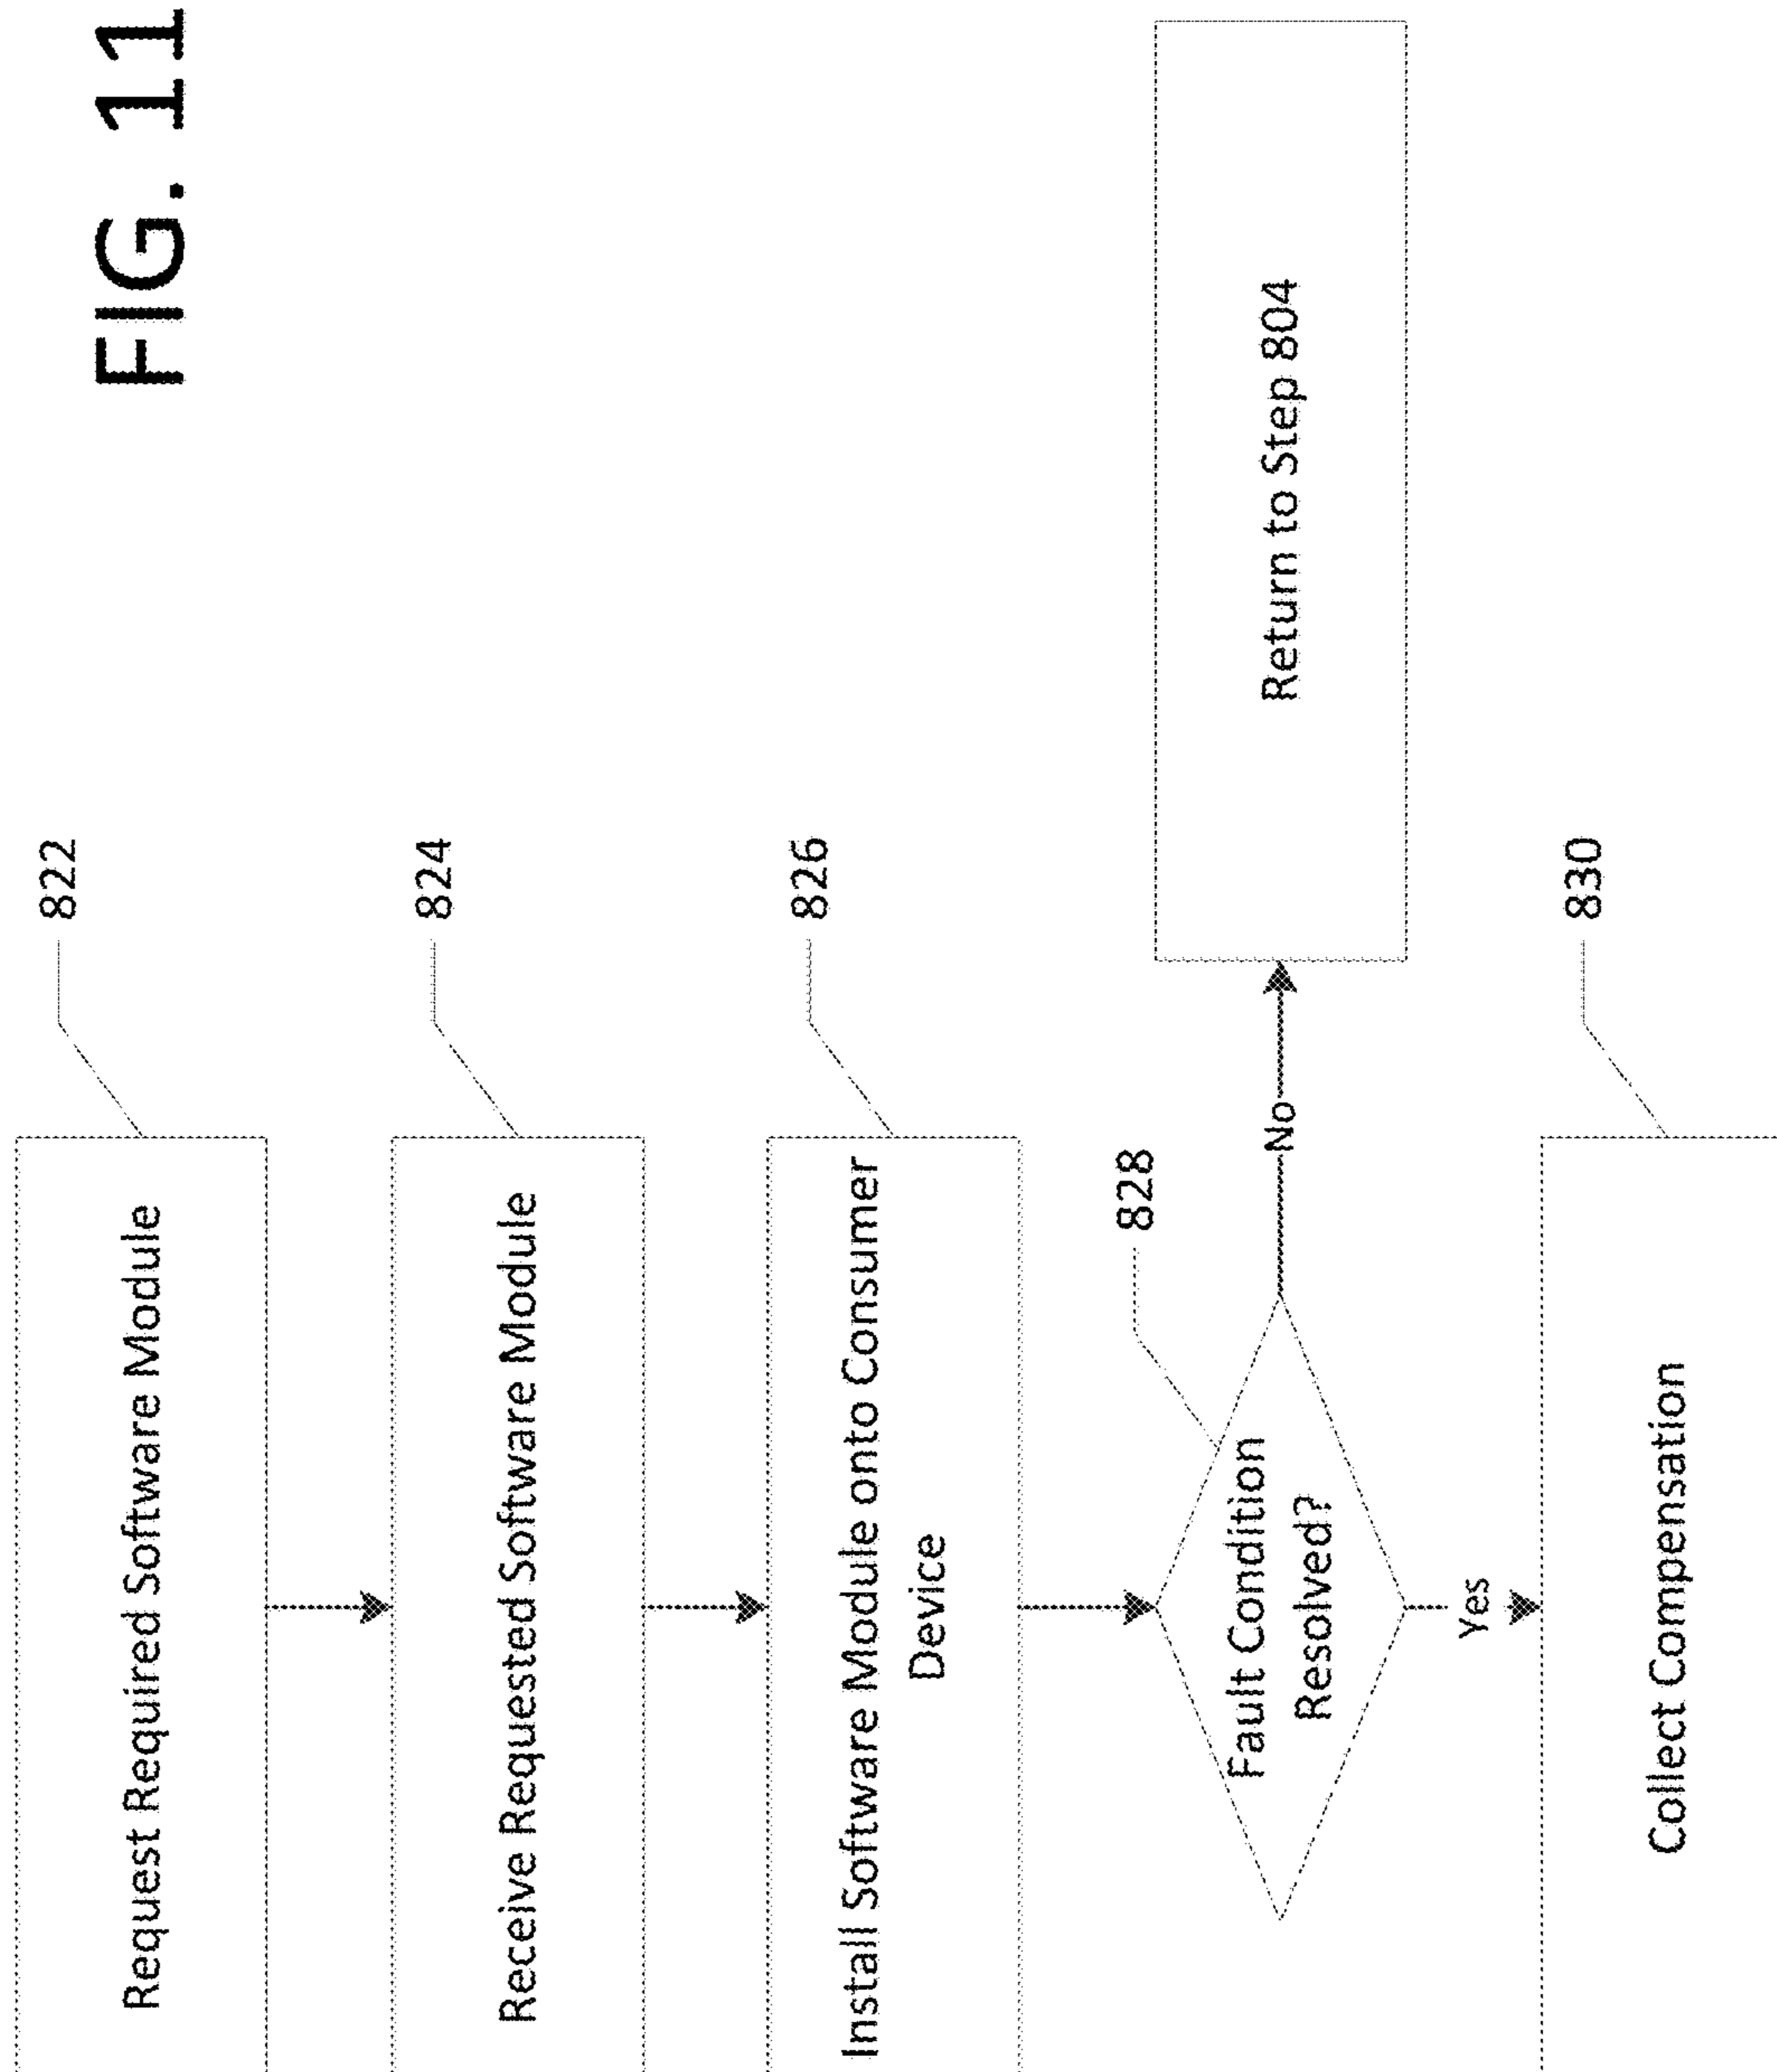 FIG. 11
822
Request Required Software Module
824
Receive Requested Software Module
826
Install Software Module onto Consumer
Device
828
Fault Condition
Resolved?
No
Return to Step 804
Yes
830
Collect Compensation